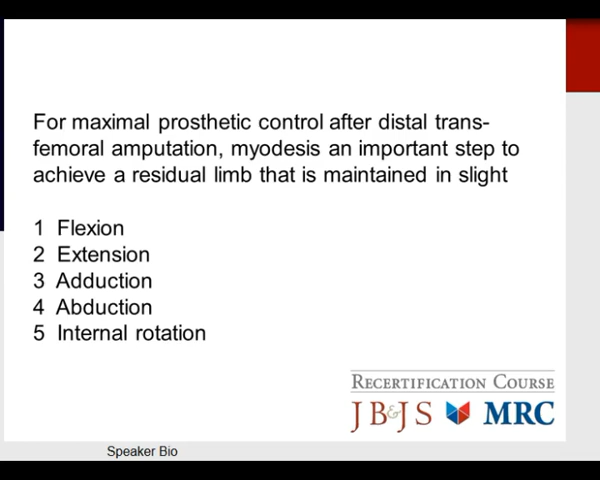 For maximal prosthetic control after distal trans-
femoral amputation, myodesis an important step to
achieve a residual limb that is maintained in slight
1 Flexion
2 Extension
3 Adduction
4 Abduction
5 Internal rotation
RECERTIFICATION COURSE
JB&JS MRC
Speaker Bio